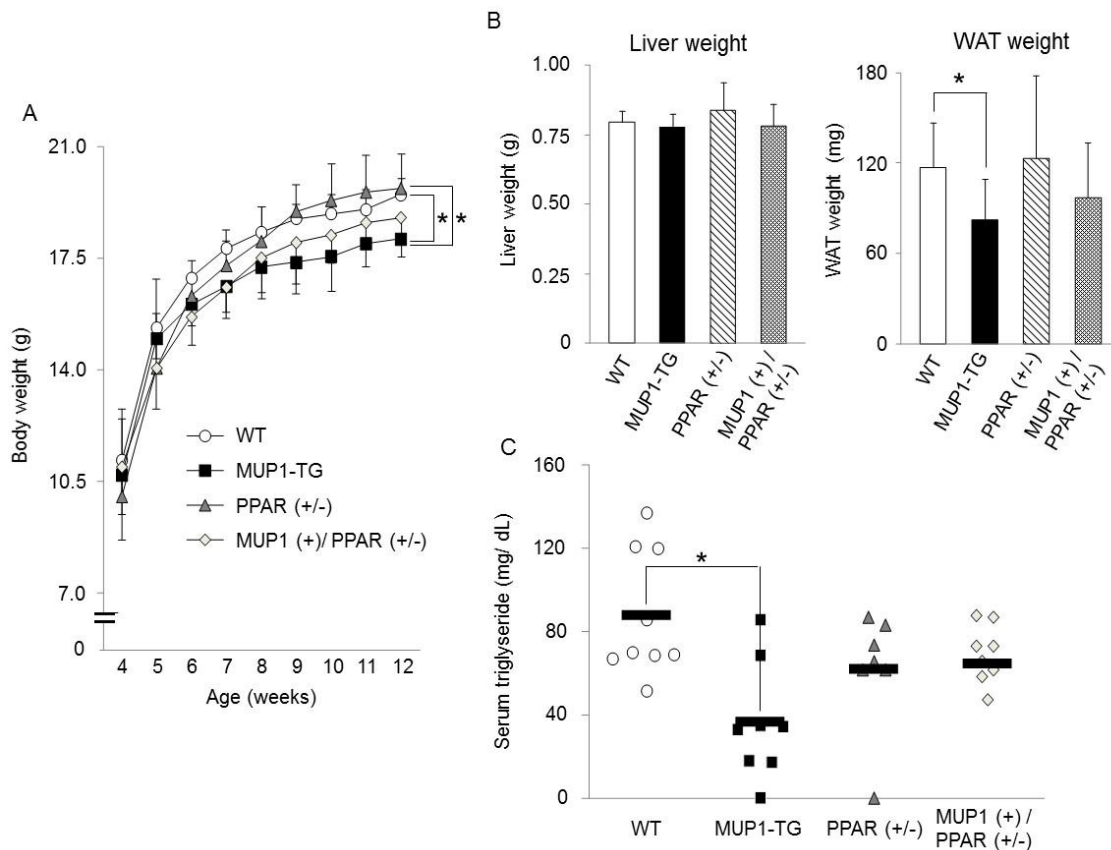 A
21.0
17.5
14.0
10.5
7.0
0
Body weight (g)
4 5 6 7 8 9 10 11 12
Age (weeks)
WT
MUP1-TG
PPAR (+/-)
MUP1 (+)/ PPAR (+/-)
* *
B
Liver weight
1.00
0.75
0.50
0.25
0
Liver weight (g)
WT
MUP1-TG
PPAR (+/-)
MUP1 (+) /
PPAR (+/-)
WAT weight
180
120
60
0
WAT weight (mg)
*
WT
MUP1-TG
PPAR (+/-)
MUP1 (+) /
PPAR (+/-)
C
160
120
80
40
0
Serum triglyseride (mg/ dL)
*
WT
MUP1-TG
PPAR (+/-)
MUP1 (+) /
PPAR (+/-)